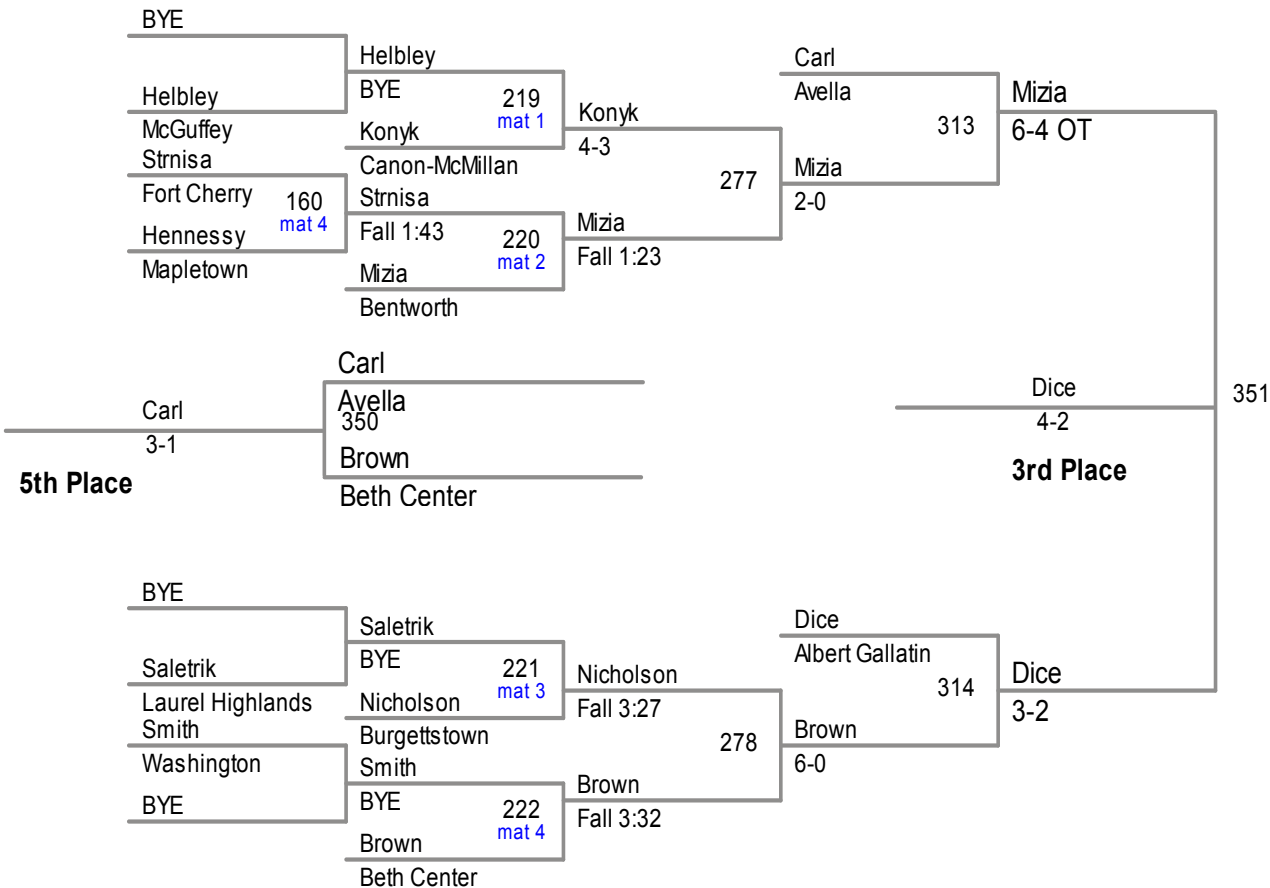 BYE
Helbley
McGuffey
Strnisa
Fort Cherry
160
mat 4
Hennessy
Mapletown
Helbley
BYE
219
mat 1
Konyk
Canon-McMillan
Strnisa
Fall 1:43
220
mat 2
Mizia
Bentworth
Konyk
4-3
277
Mizia
Fall 1:23
Carl
Avella
313
Mizia
2-0
Mizia
6-4 OT
Carl
Avella
350
Brown
Beth Center
Carl
3-1
5th Place
Dice
4-2
351
3rd Place
BYE
Saletrik
Laurel Highlands
Smith
Washington
BYE
Saletrik
BYE
221
mat 3
Nicholson
Burgettstown
Smith
BYE
222
mat 4
Brown
Beth Center
Nicholson
Fall 3:27
278
Brown
Fall 3:32
Dice
Albert Gallatin
314
Brown
6-0
Dice
3-2